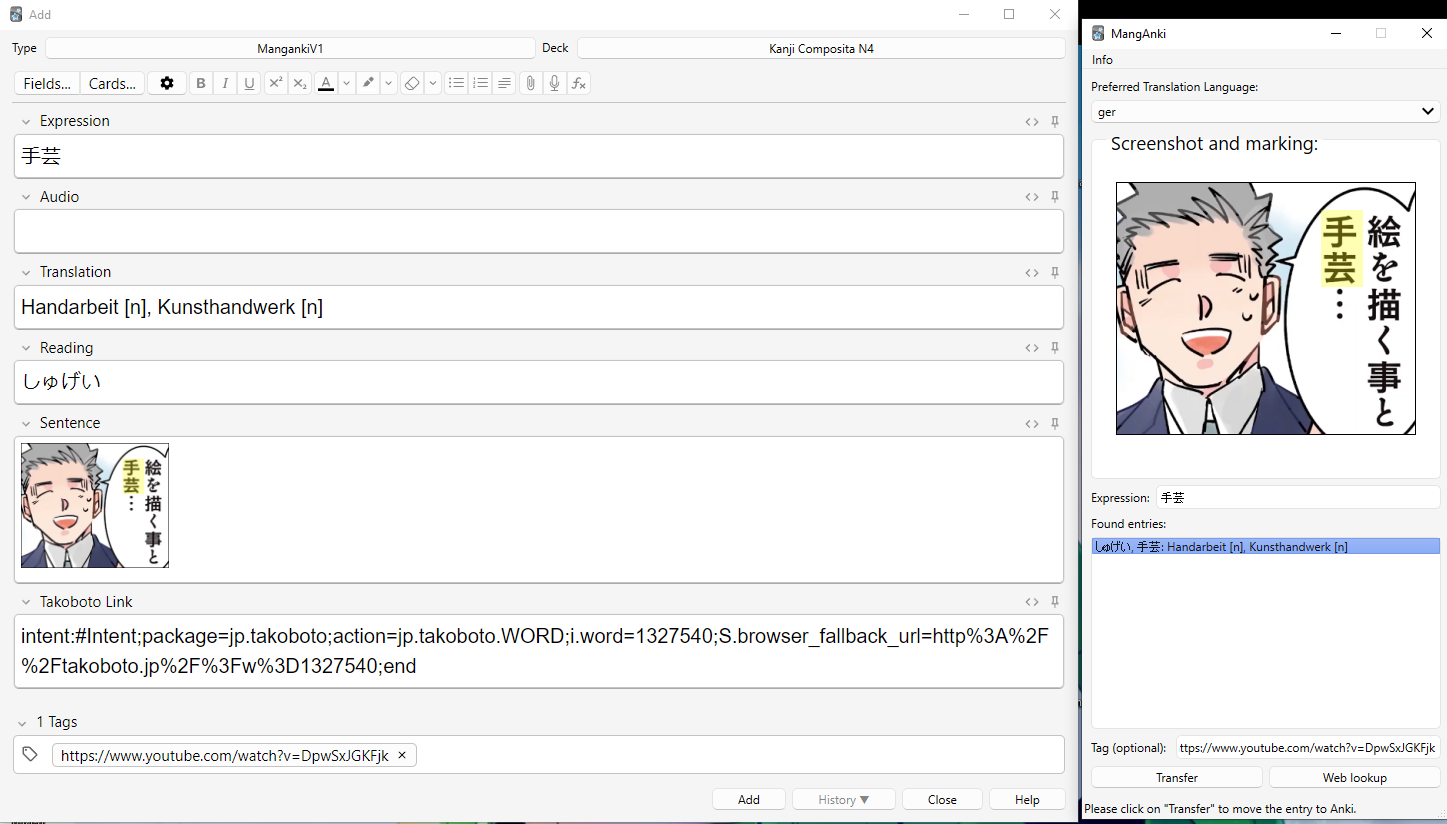 Add
Type
MangankiV1
Deck
Kanji Composita N4
Fields...
Cards...
B
I
U
x²
x₂
A
fx
Expression
手芸
Audio
Translation
Handarbeit [n], Kunsthandwerk [n]
Reading
しゅげい
Sentence
絵を描く事と
手芸…
Takoboto Link
intent:#Intent;package=jp.takoboto;action=jp.takoboto.WORD;i.word=1327540;S.browser_fallback_url=http%3A%2F
%2Ftakoboto.jp%2F%3Fw%3D1327540;end
1 Tags
https://www.youtube.com/watch?v=DpwSxJGKFjk ×
Add
History ▼
Close
Help
MangAnki
Info
Preferred Translation Language:
ger
Screenshot and marking:
絵を描く事と
手芸…
Expression:
手芸
Found entries:
しゅげい, 手芸: Handarbeit [n], Kunsthandwerk [n]
Tag (optional):
ttps://www.youtube.com/watch?v=DpwSxJGKFjk
Transfer
Web lookup
Please click on "Transfer" to move the entry to Anki.